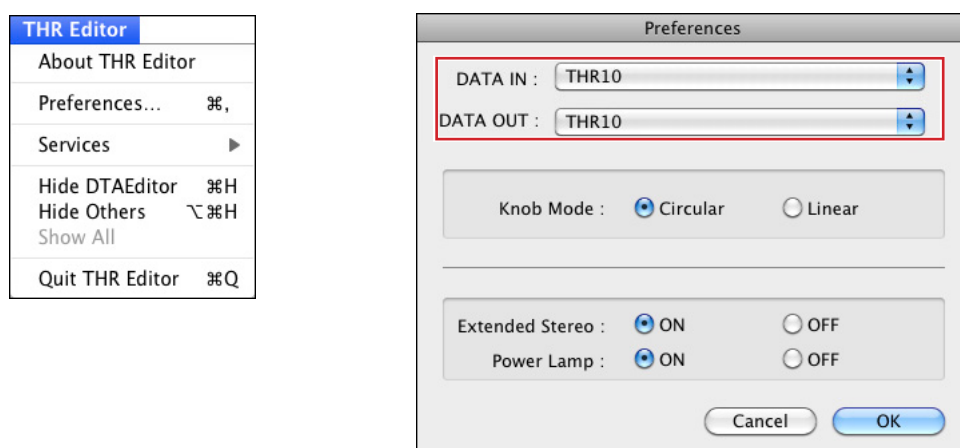 THR Editor
About THR Editor
Preferences... ⌘,
Services ▶
Hide DTAEditor ⌘H
Hide Others ⌥⌘H
Show All
Quit THR Editor ⌘Q
Preferences
DATA IN : THR10
DATA OUT : THR10
Knob Mode : Circular Linear
Extended Stereo : ON OFF
Power Lamp : ON OFF
Cancel OK